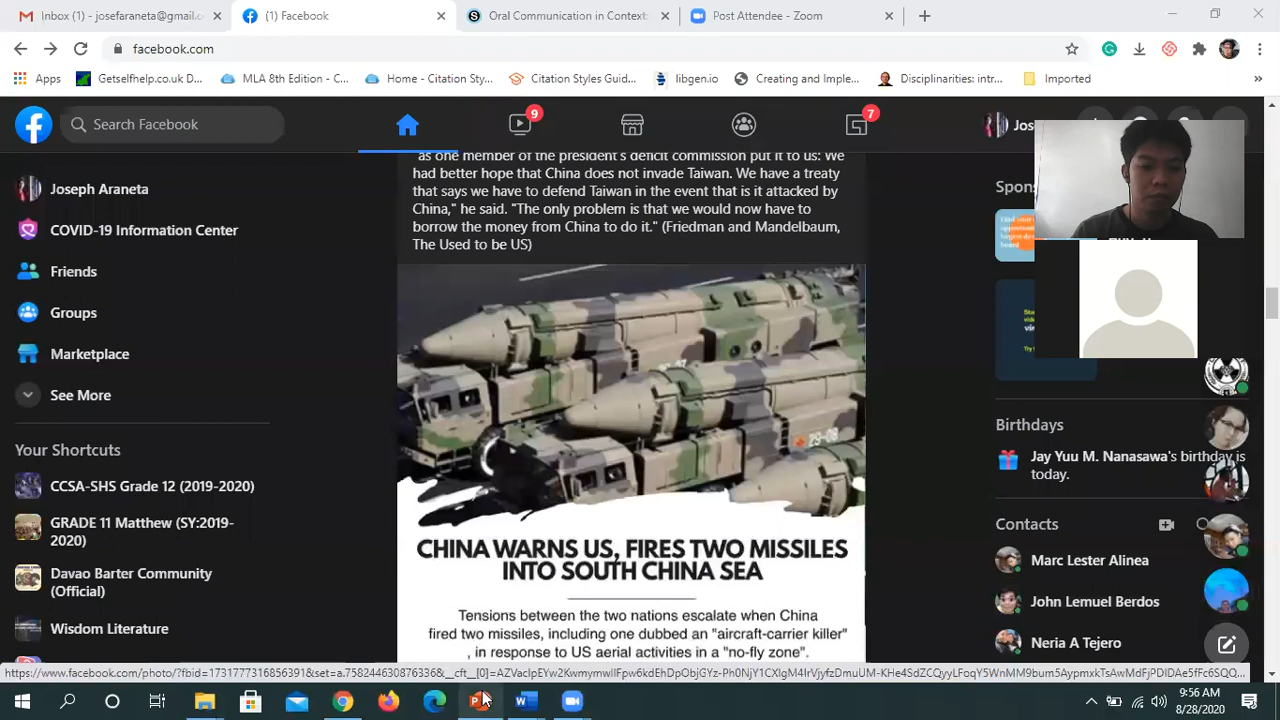 Inbox (1) - josefaraneta@gmail.c
(1) Facebook
Oral Communication in Context
Post Attendee - Zoom
facebook.com
Apps
Getselfhelp.co.uk D...
MLA 8th Edition - C...
Home - Citation Sty...
Citation Styles Guid...
libgen.io
Creating and Imple...
Disciplinarities: intr...
Imported
»
Search Facebook
9
7
Jos
Joseph Araneta
COVID-19 Information Center
Friends
Groups
Marketplace
See More
Your Shortcuts
CCSA-SHS Grade 12 (2019-2020)
GRADE 11 Matthew (SY:2019-
2020)
Davao Barter Community
(Official)
Wisdom Literature
"as one member of the president's deficit commission put it to us: We
had better hope that China does not invade Taiwan. We have a treaty
that says we have to defend Taiwan in the event that is it attacked by
China," he said. "The only problem is that we would now have to
borrow the money from China to do it." (Friedman and Mandelbaum,
The Used to be US)
CHINA WARNS US, FIRES TWO MISSILES
INTO SOUTH CHINA SEA
Tensions between the two nations escalate when China
fired two missiles, including one dubbed an "aircraft-carrier killer"
, in response to US aerial activities in a "no-fly zone".
Spons
Birthdays
Jay Yuu M. Nanasawa's birthday is
today.
Contacts
Marc Lester Alinea
John Lemuel Berdos
Neria A Tejero
9:56 AM
8/28/2020